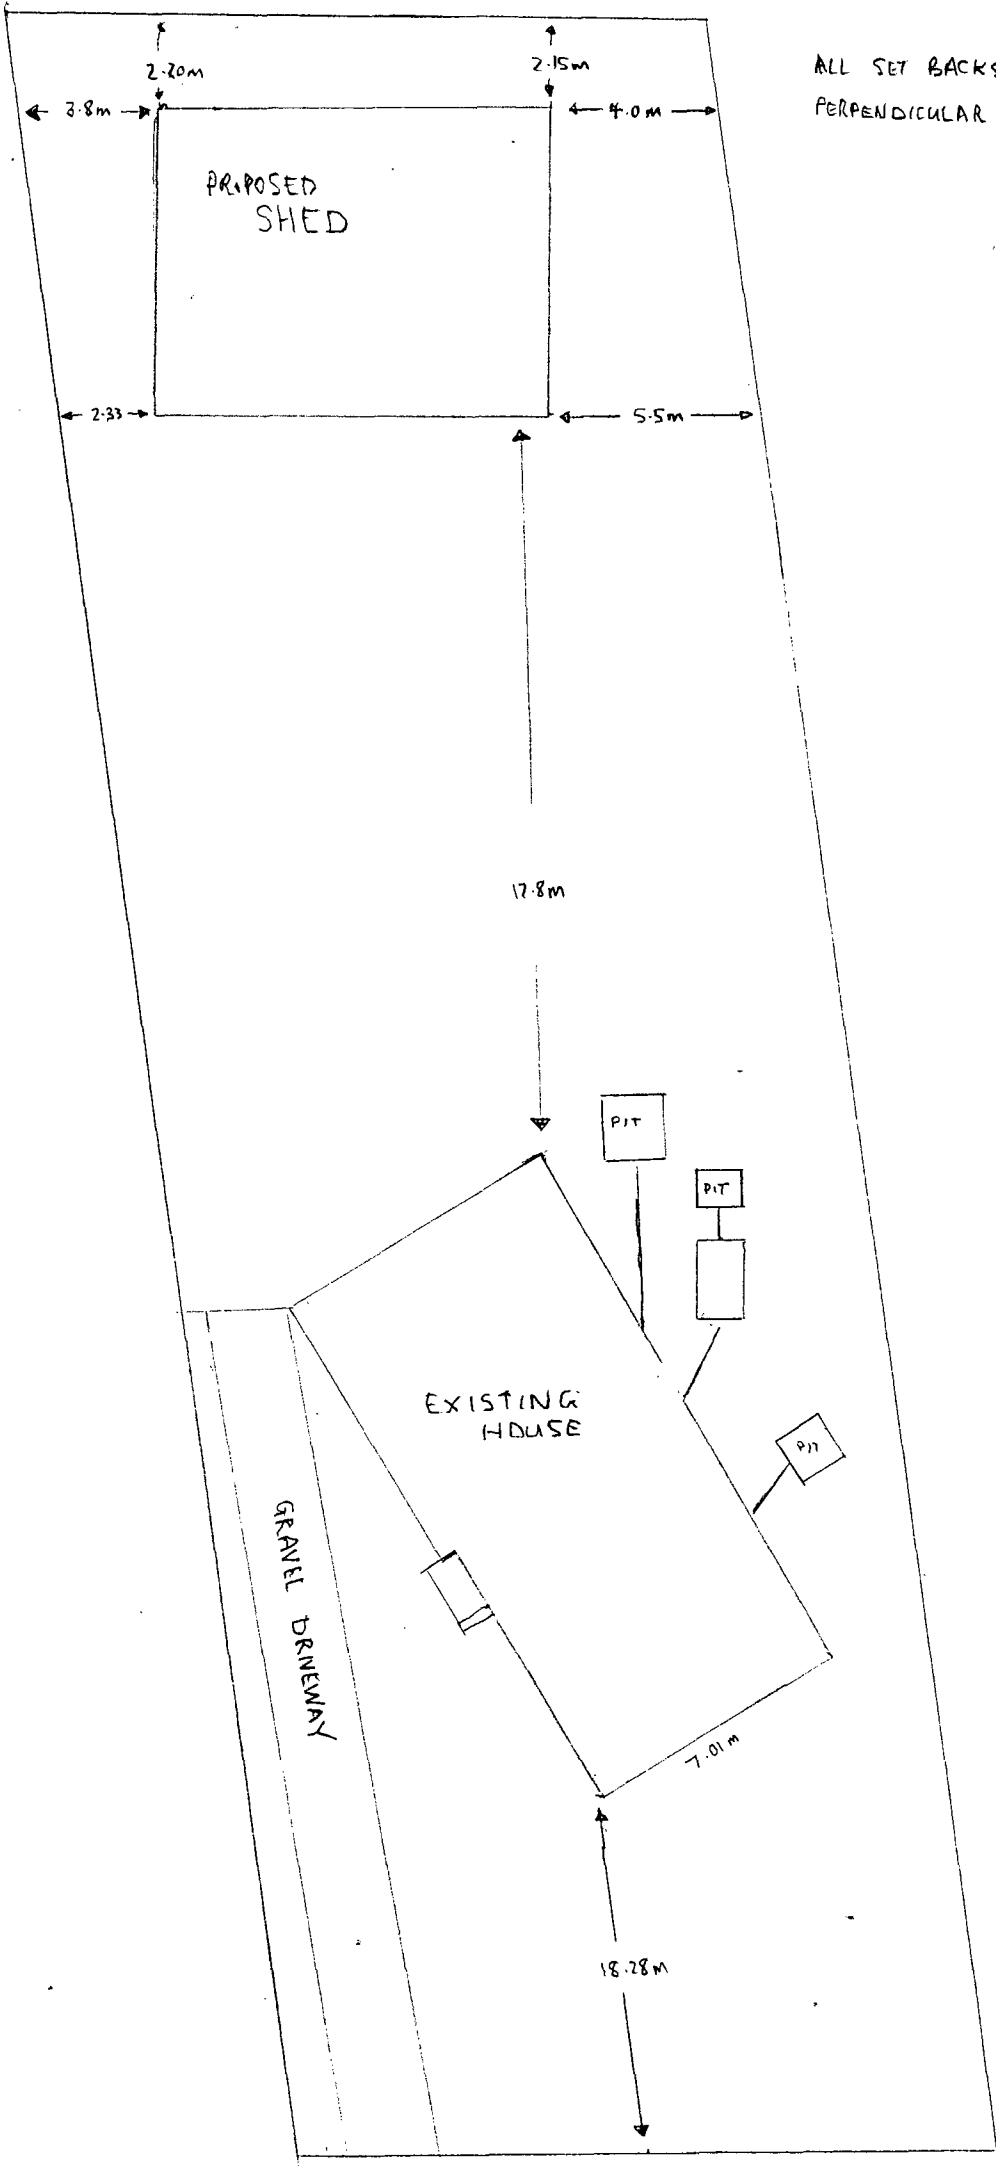 2.20m
2.15m
ALL SET BACKS
3.8m
4.0m
PERPENDICULAR
PROPOSED
SHED
2.33
5.5m
17.8m
PIT
PIT
EXISTING
HOUSE
PIT
GRAVEL DRIVEWAY
7.01m
18.28m